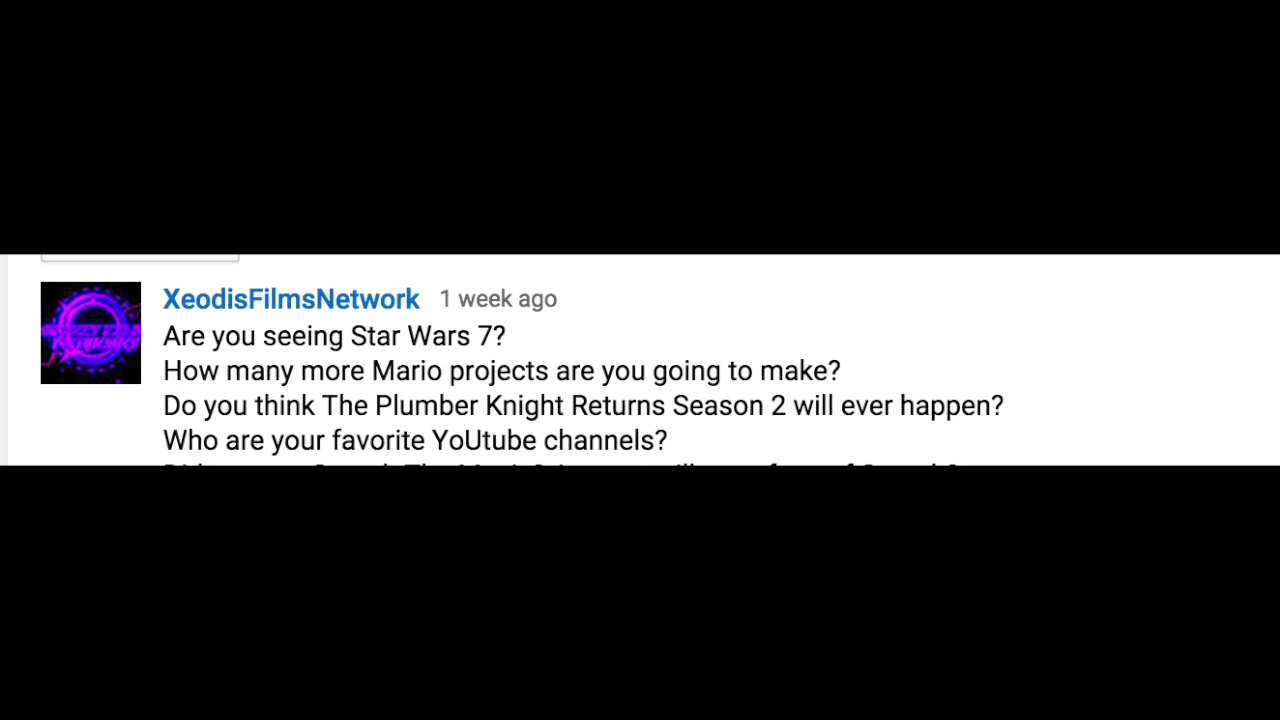 XeodisFilmsNetwork 1 week ago
Are you seeing Star Wars 7?
How many more Mario projects are you going to make?
Do you think The Plumber Knight Returns Season 2 will ever happen?
Who are your favorite YoUtube channels?